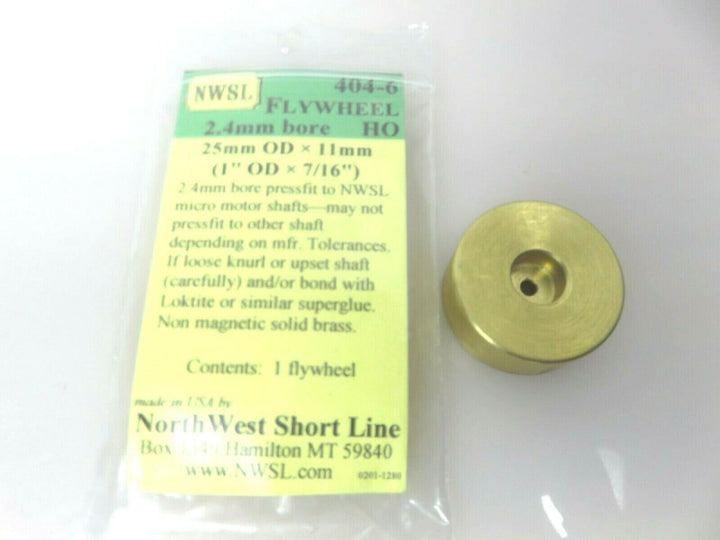 NWSL
404-6
FLYWHEEL
2.4mm bore HO
25mm OD × 11mm
(1" OD × 7/16")
2.4mm bore pressfit to NWSL
micro motor shafts—may not
pressfit to other shaft
depending on mfr. Tolerances.
If loose knurl or upset shaft
(carefully) and/or bond with
Loktite or similar superglue.
Non magnetic solid brass.
Contents: 1 flywheel
made in USA by
NorthWest Short Line
Box Hamilton MT 59840
www.NWSL.com
0201-1280